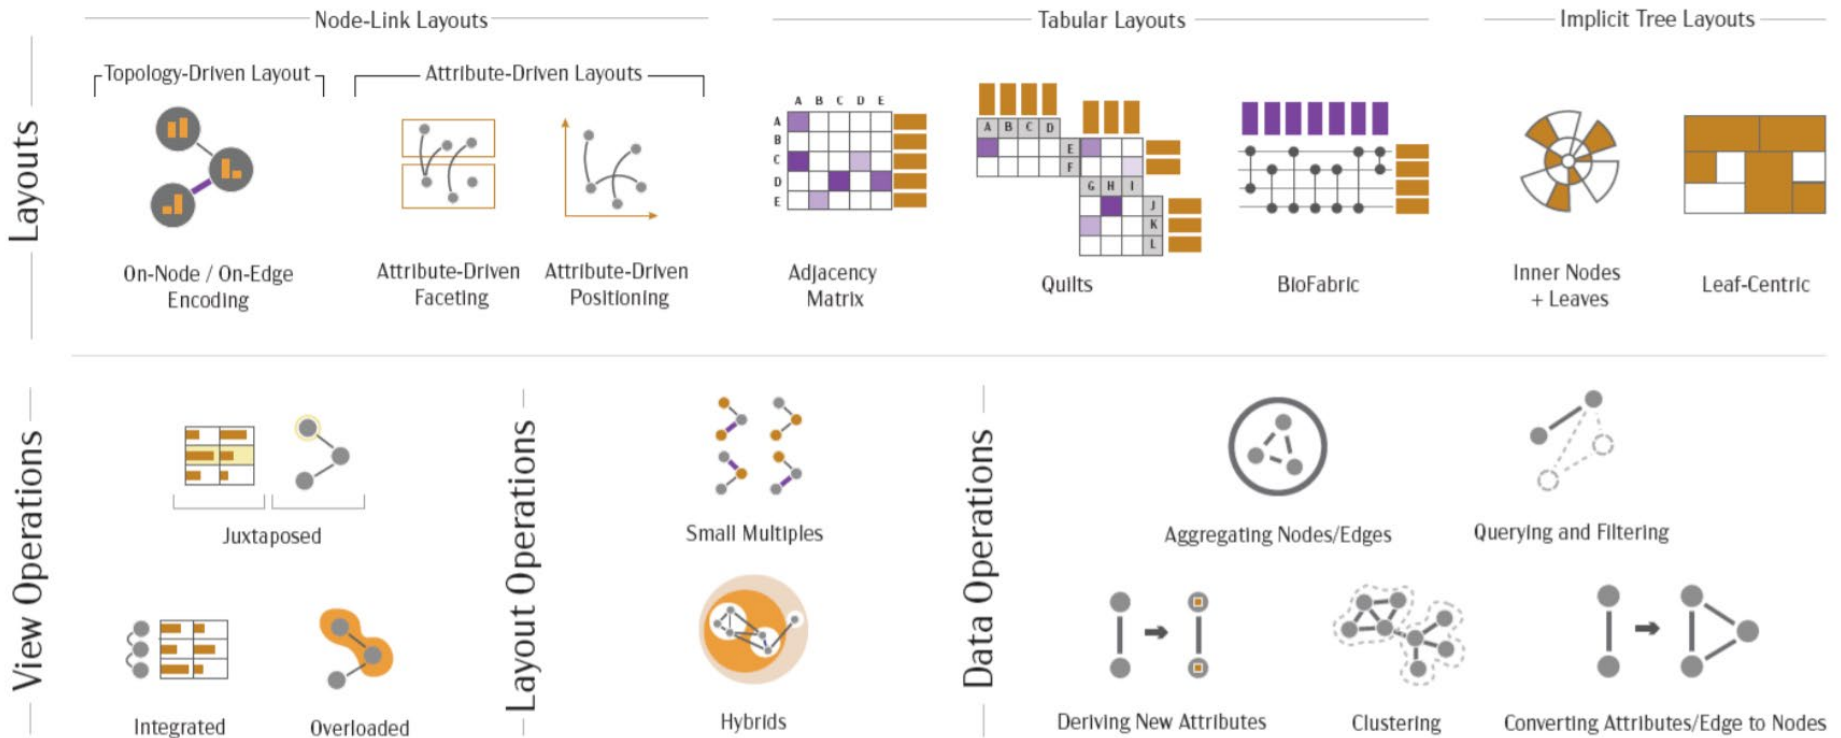 Node-Link Layouts
Tabular Layouts
Implicit Tree Layouts
Layouts
Topology-Driven Layout
Attribute-Driven Layouts
On-Node / On-Edge
Encoding
Attribute-Driven
Faceting
Attribute-Driven
Positioning
A B C D E
A
B
C
D
E
Adjacency
Matrix
A B C D
E
F
G H I
J
K
L
Quilts
BioFabric
Inner Nodes
+ Leaves
Leaf-Centric
View Operations
Juxtaposed
Integrated
Overloaded
Layout Operations
Small Multiples
Hybrids
Data Operations
Aggregating Nodes/Edges
Querying and Filtering
Deriving New Attributes
Clustering
Converting Attributes/Edge to Nodes